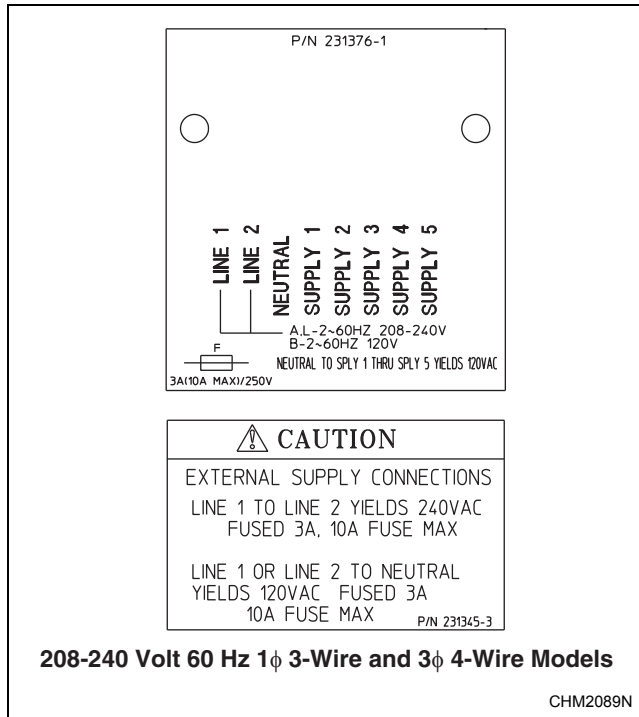 P/N 231376-1
LINE 1
LINE 2
NEUTRAL
SUPPLY 1
SUPPLY 2
SUPPLY 3
SUPPLY 4
SUPPLY 5
A,L-2~60HZ 208-240V
B-2~60HZ 120V
F
NEUTRAL TO SPLY 1 THRU SPLY 5 YIELDS 120VAC
3A(10A MAX)/250V
CAUTION
EXTERNAL SUPPLY CONNECTIONS
LINE 1 TO LINE 2 YIELDS 240VAC
FUSED 3A, 10A FUSE MAX
LINE 1 OR LINE 2 TO NEUTRAL
YIELDS 120VAC FUSED 3A
10A FUSE MAX
P/N 231345-3
208-240 Volt 60 Hz 1ϕ 3-Wire and 3ϕ 4-Wire Models
CHM2089N